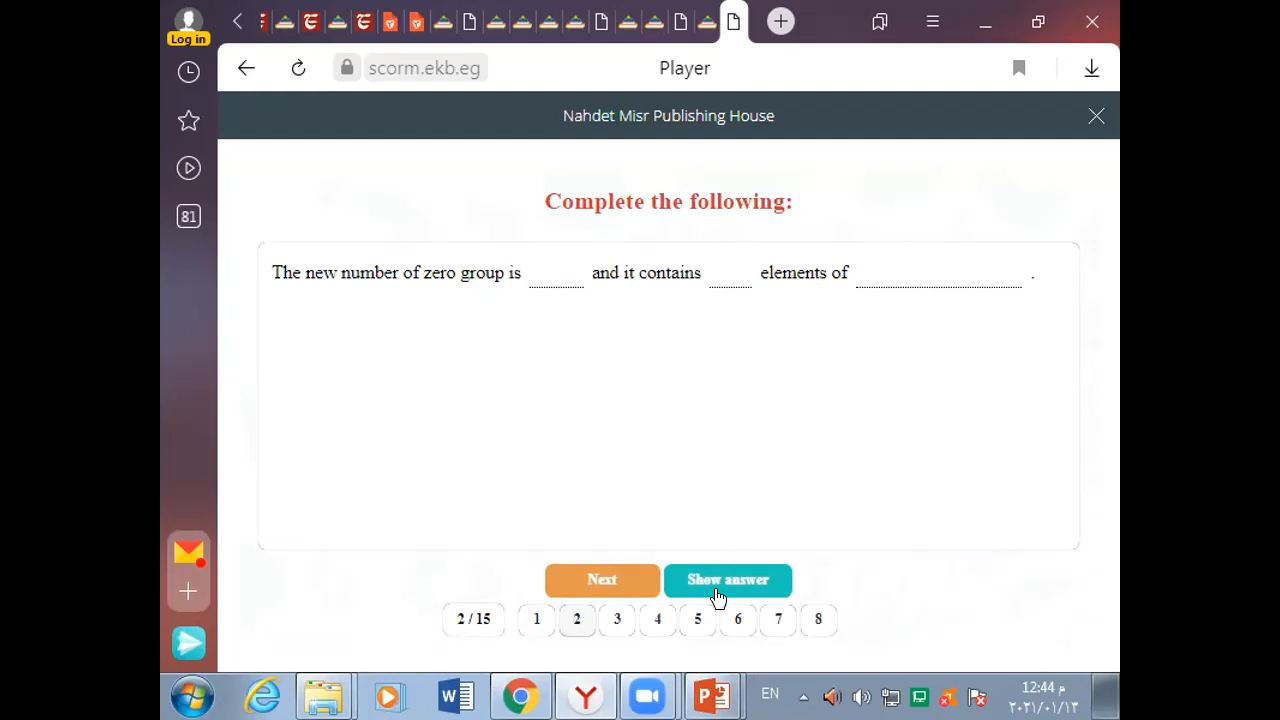 Log in
scorm.ekb.eg
Player
Nahdet Misr Publishing House
81
Complete the following:
The new number of zero group is and it contains elements of .
Next
Show answer
2 / 15
1
2
3
4
5
6
7
8
EN
12:44 م
٢٠٢١/٠١/١٣